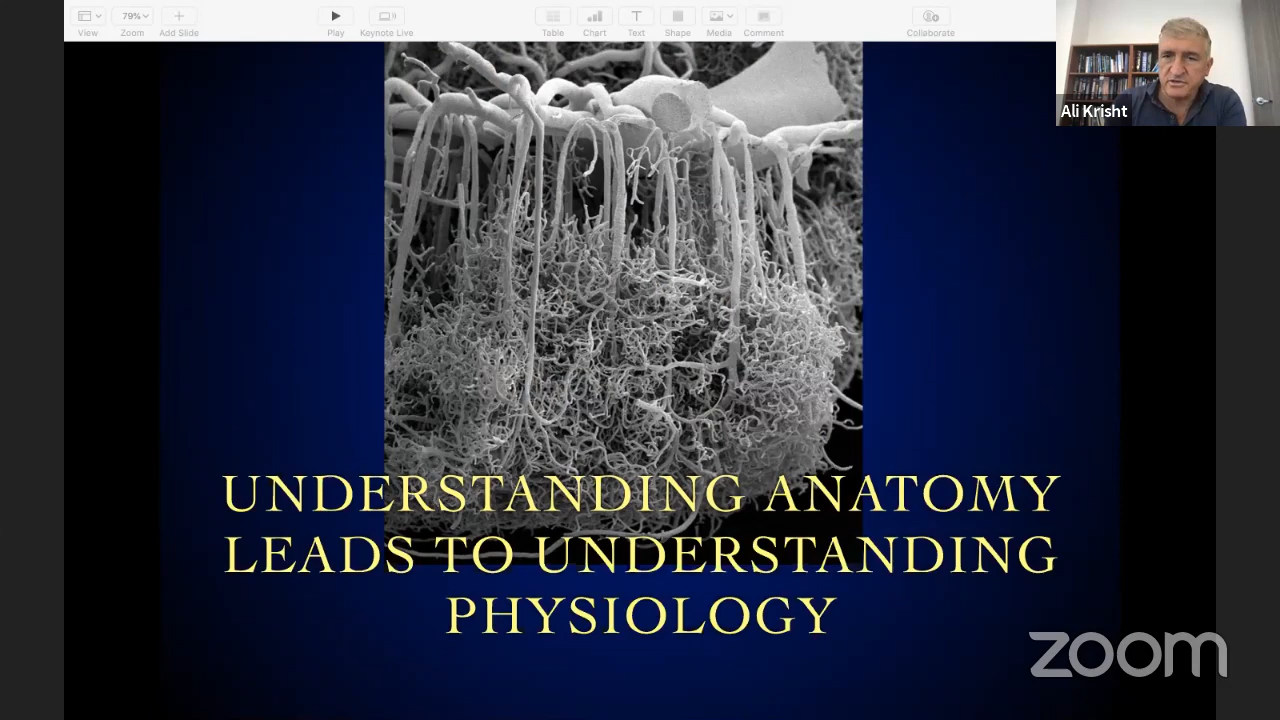 79%
View
Zoom
Add Slide
Play
Keynote Live
Table
Chart
Text
Shape
Media
Comment
Collaborate
Ali Krisht
UNDERSTANDING ANATOMY
LEADS TO UNDERSTANDING
PHYSIOLOGY
zoom